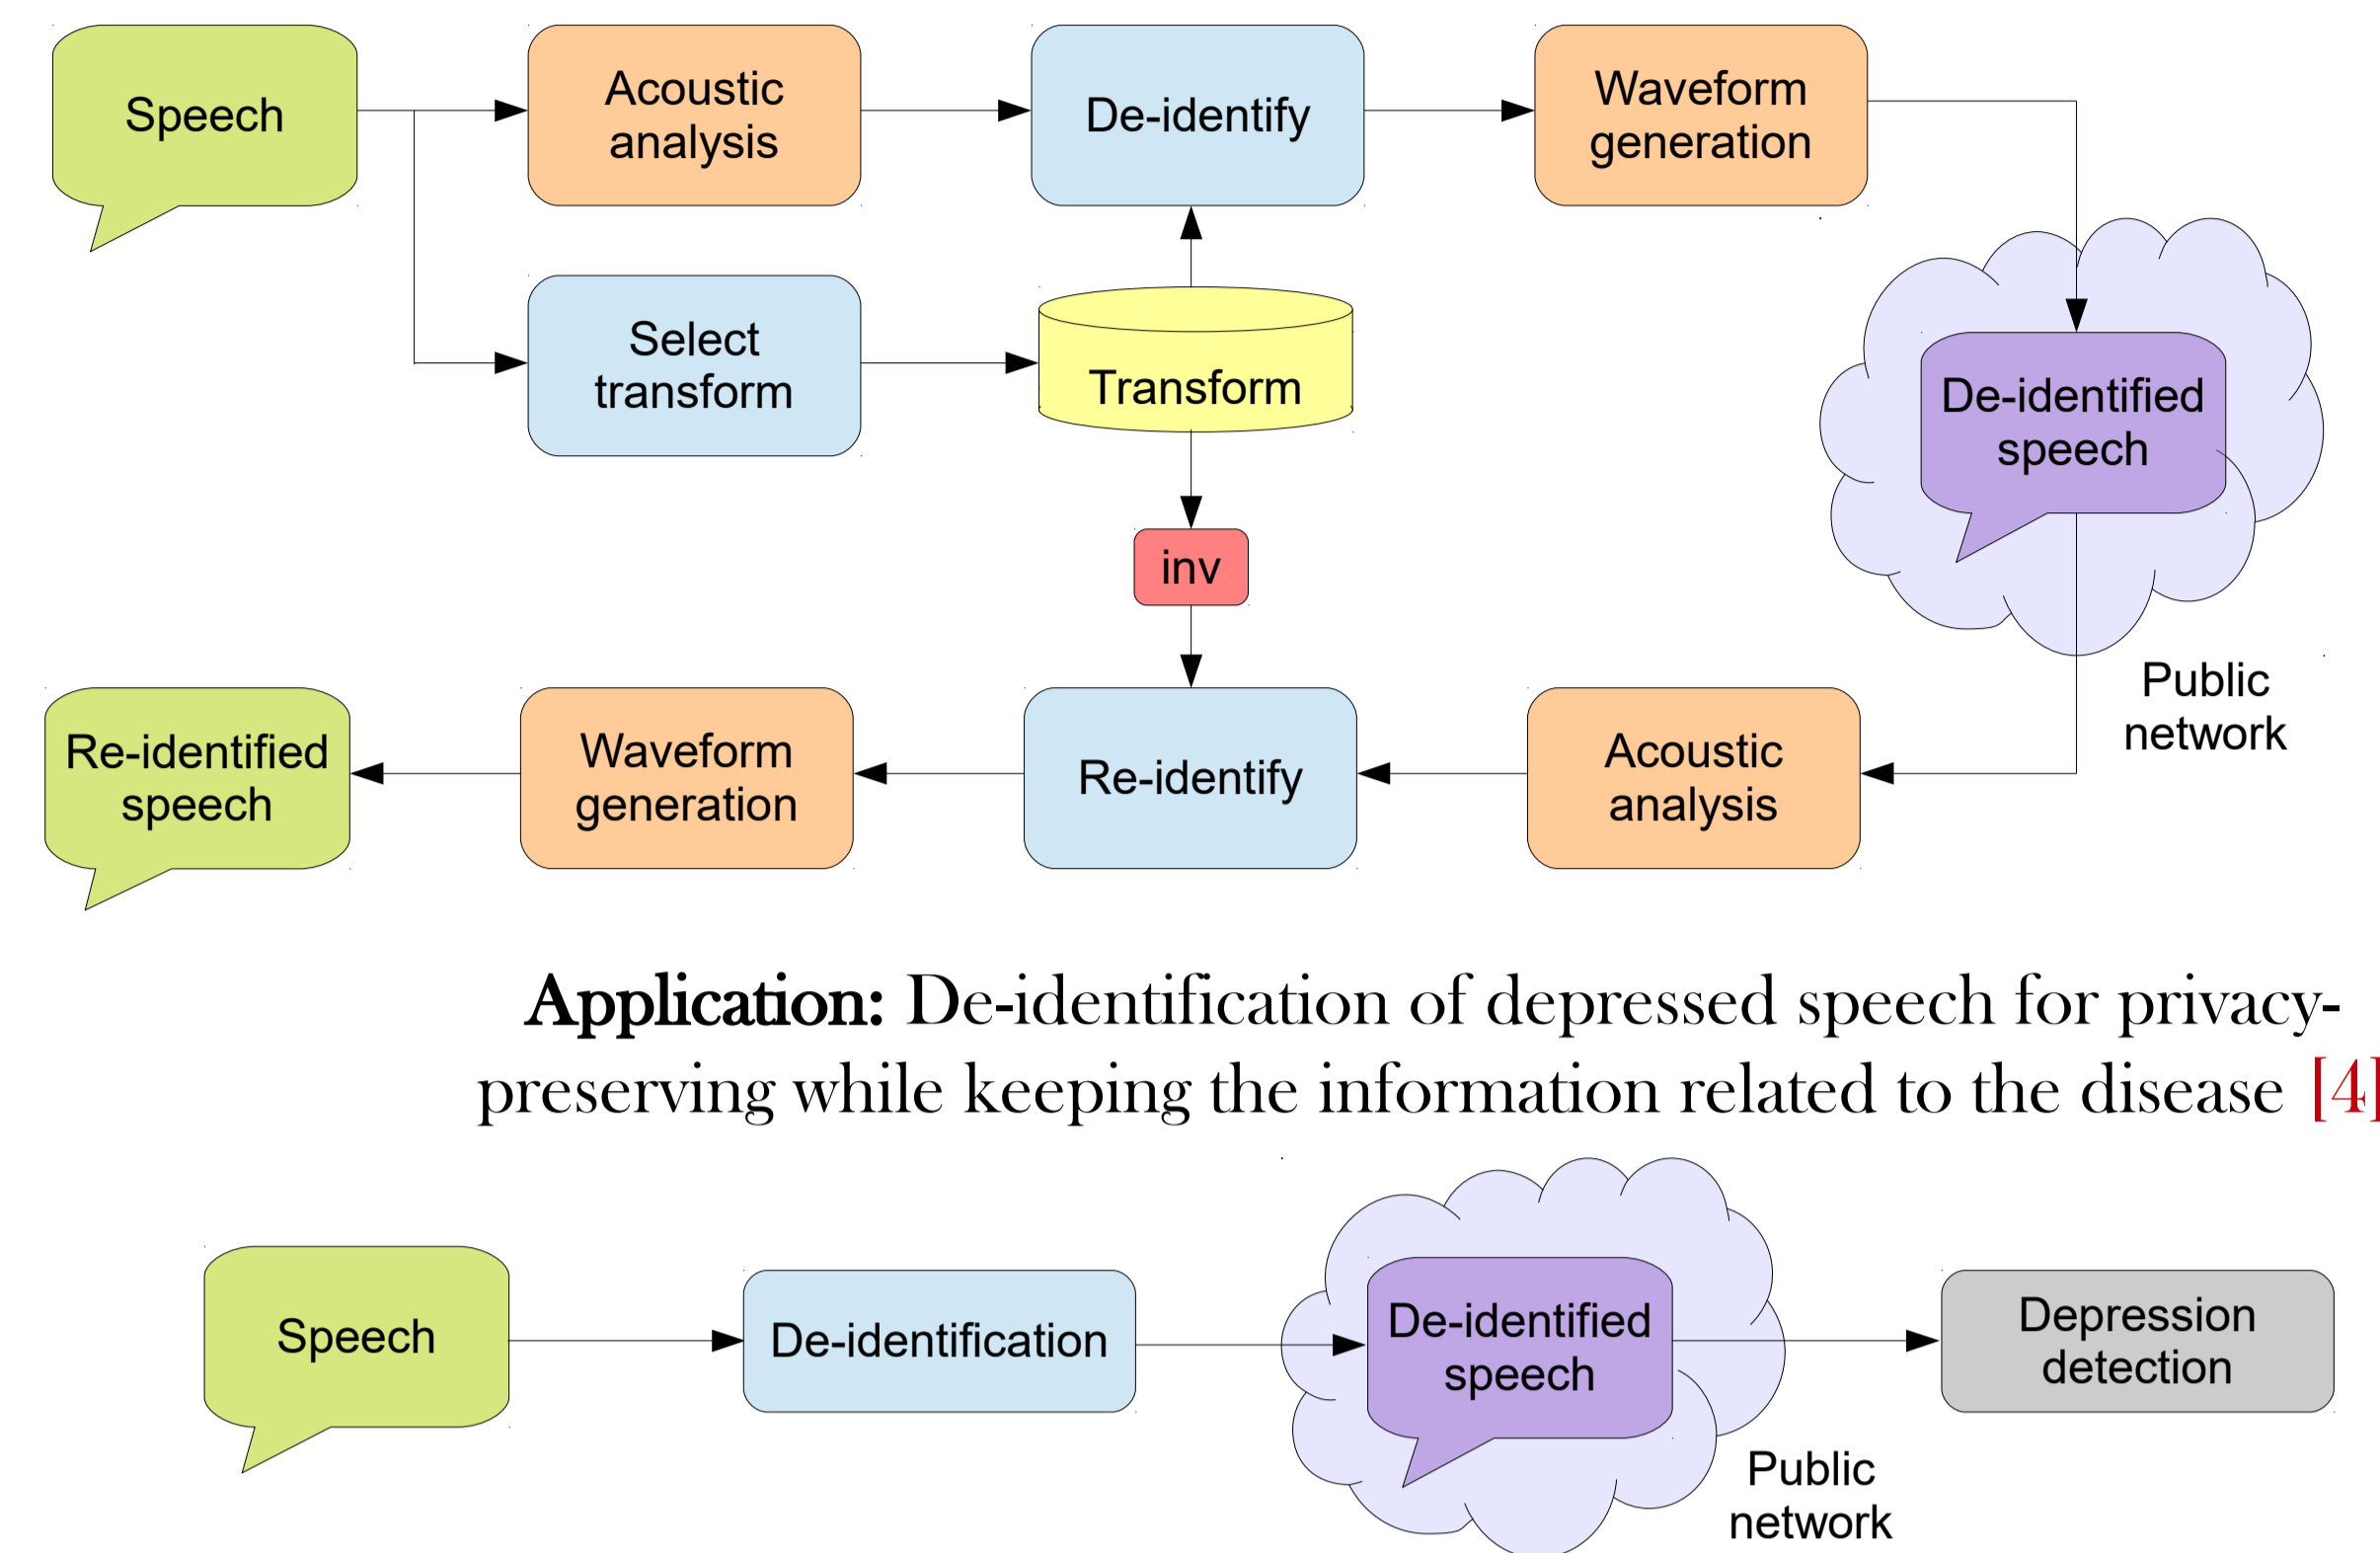 Speech
Acoustic
analysis
De-identify
Waveform
generation
Select
transform
Transform
De-identified
speech
inv
Public
network
Re-identified
speech
Waveform
generation
Re-identify
Acoustic
analysis
Application: De-identification of depressed speech for privacy-
preserving while keeping the information related to the disease [4]
Speech
De-identification
De-identified
speech
Depression
detection
Public
network